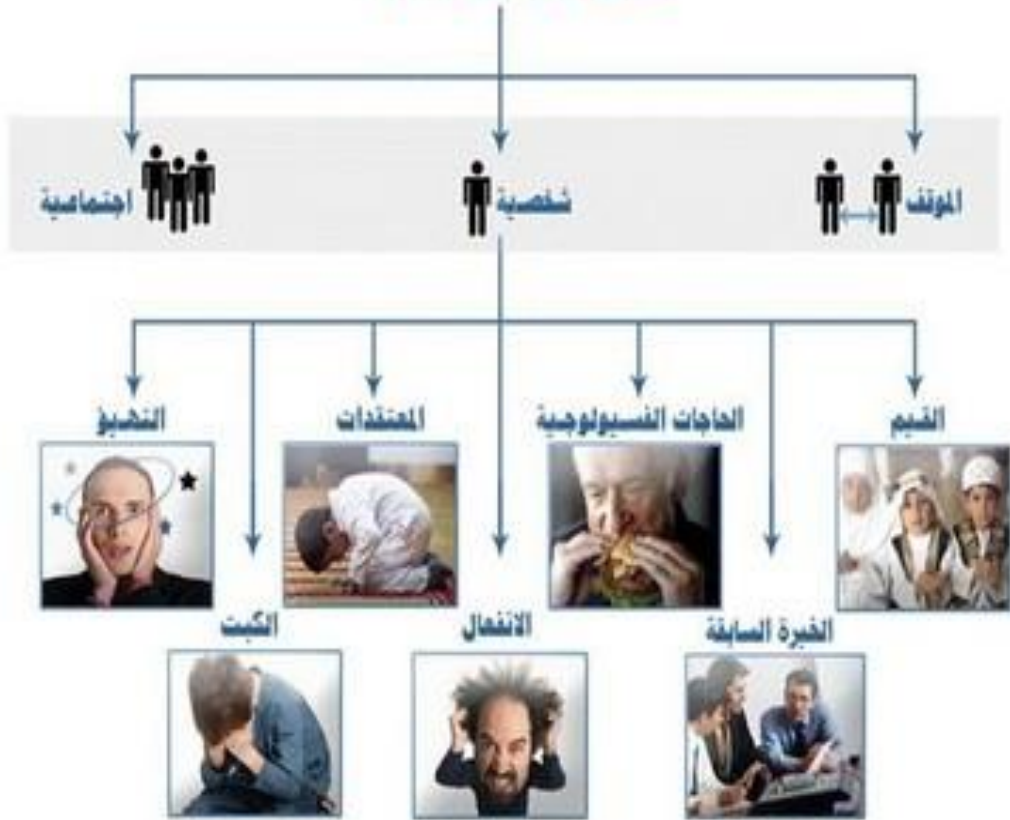 الموقف
شخصية
اجتماعية
القيم
الحاجات الفسيولوجية
المعتقدات
التهيؤ
الخبرة السابقة
الانفعال
الكبت